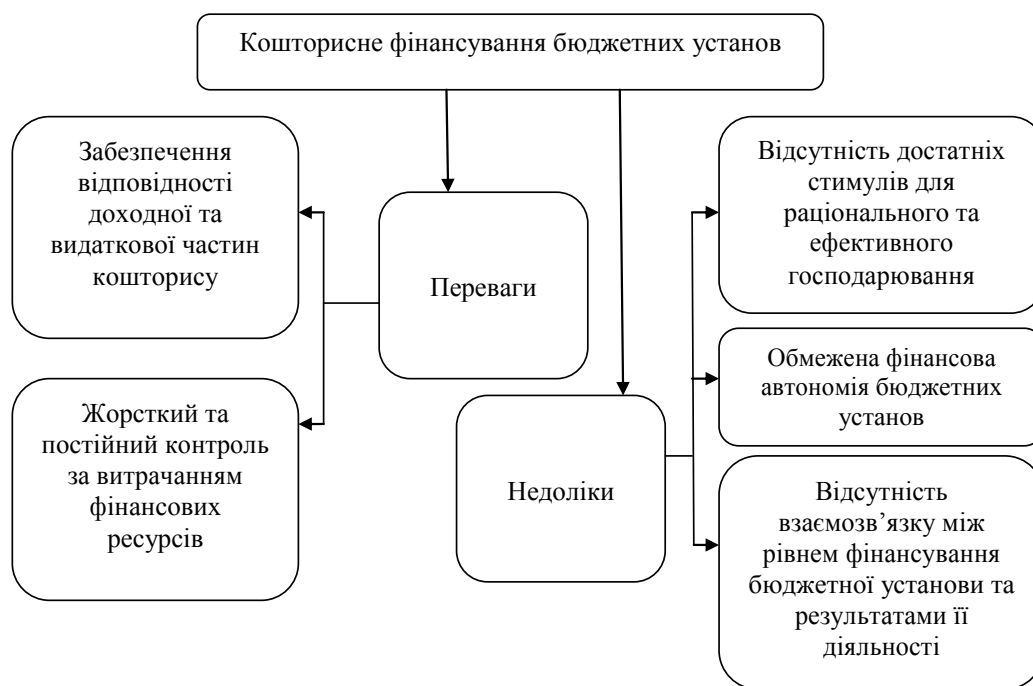 Кошторисне фінансування бюджетних установ
Забезпечення
відповідності
доходної та
видаткової частин
кошторису
Жорсткий та
постійний контроль
за витрачанням
фінансових
ресурсів
Переваги
Недоліки
Відсутність достатніх
стимулів для
раціонального та
ефективного
господарювання
Обмежена фінансова
автономія бюджетних
установ
Відсутність
взаємозв’язку між
рівнем фінансування
бюджетної установи та
результатами її
діяльності